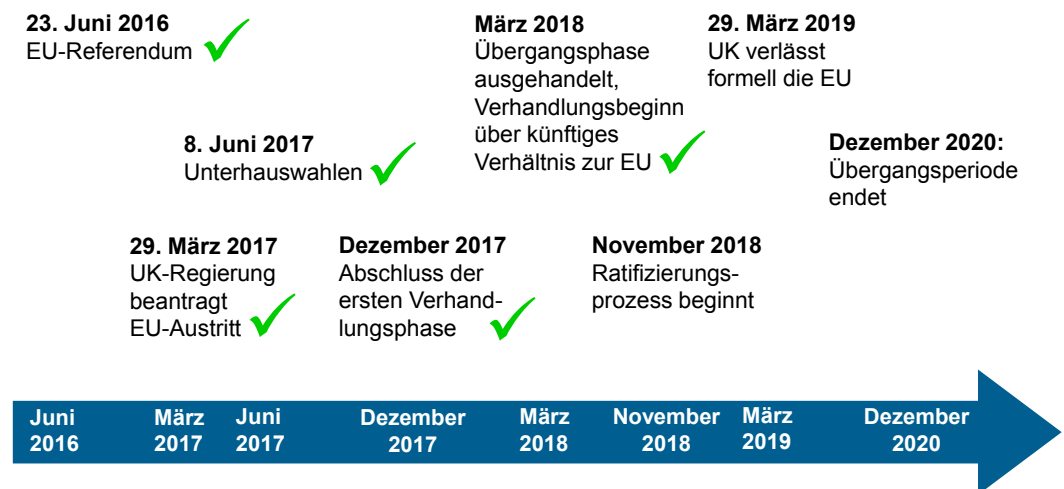 23. Juni 2016
EU-Referendum
8. Juni 2017
Unterhauswahlen
29. März 2017
UK-Regierung
beantragt
EU-Austritt
Dezember 2017
Abschluss der
ersten Verhand-
lungsphase
März 2018
Übergangsphase
ausgehandelt,
Verhandlungsbeginn
über künftiges
Verhältnis zur EU
November 2018
Ratifizierungs-
prozess beginnt
29. März 2019
UK verlässt
formell die EU
Dezember 2020:
Übergangsperiode
endet
Juni
2016
März
2017
Juni
2017
Dezember
2017
März
2018
November
2018
März
2019
Dezember
2020